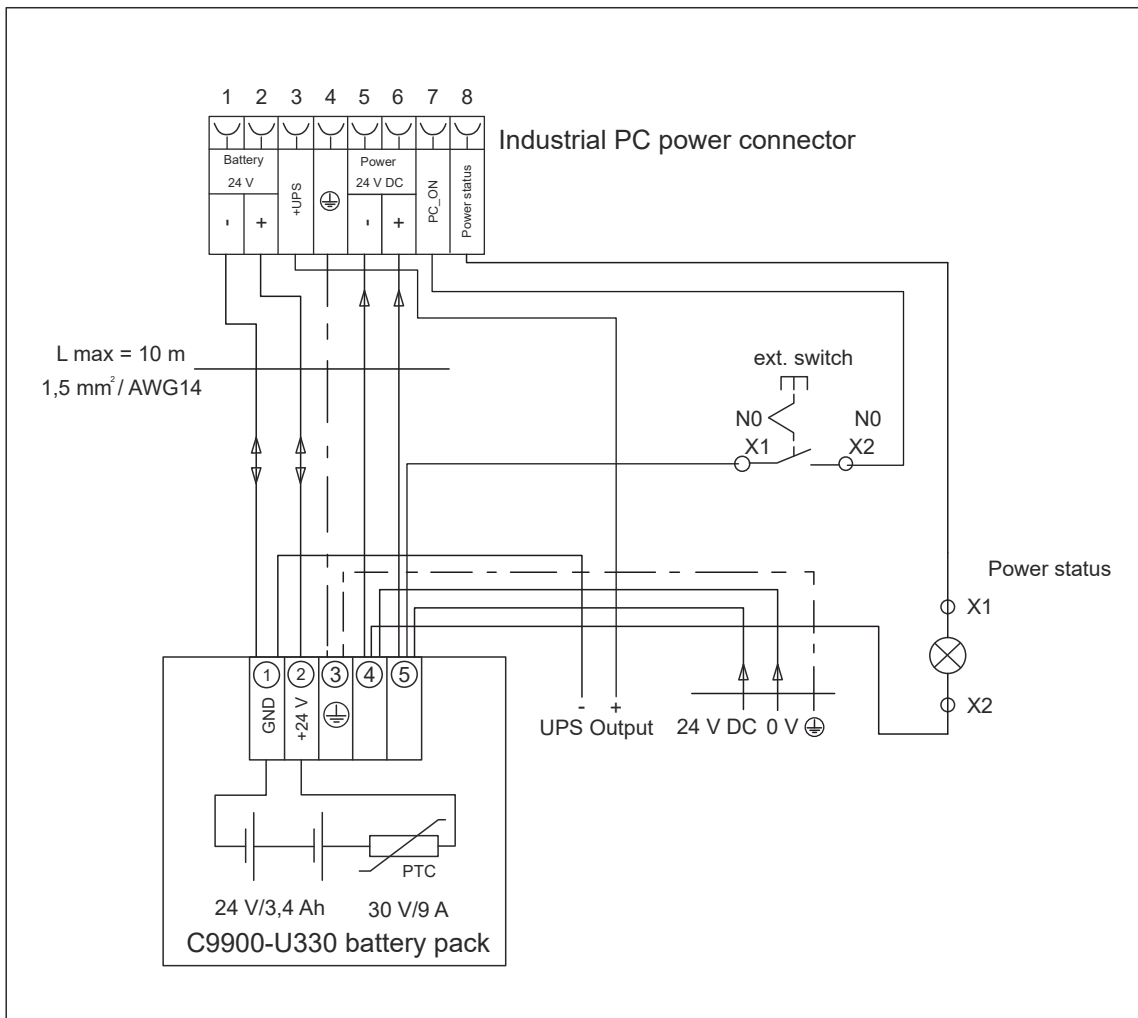 1 2 3 4 5 6 7 8
Industrial PC power connector
Battery
24 V
- +
+UPS
Power
24 V DC
- +
PC_ON
Power status
L max = 10 m
1,5 mm²/ AWG14
ext. switch
N0 N0
X1 X2
Power status
X1
X2
1 2 3 4 5
GND
+24 V
- +
UPS Output
24 V DC 0 V
PTC
24 V/3,4 Ah 30 V/9 A
C9900-U330 battery pack